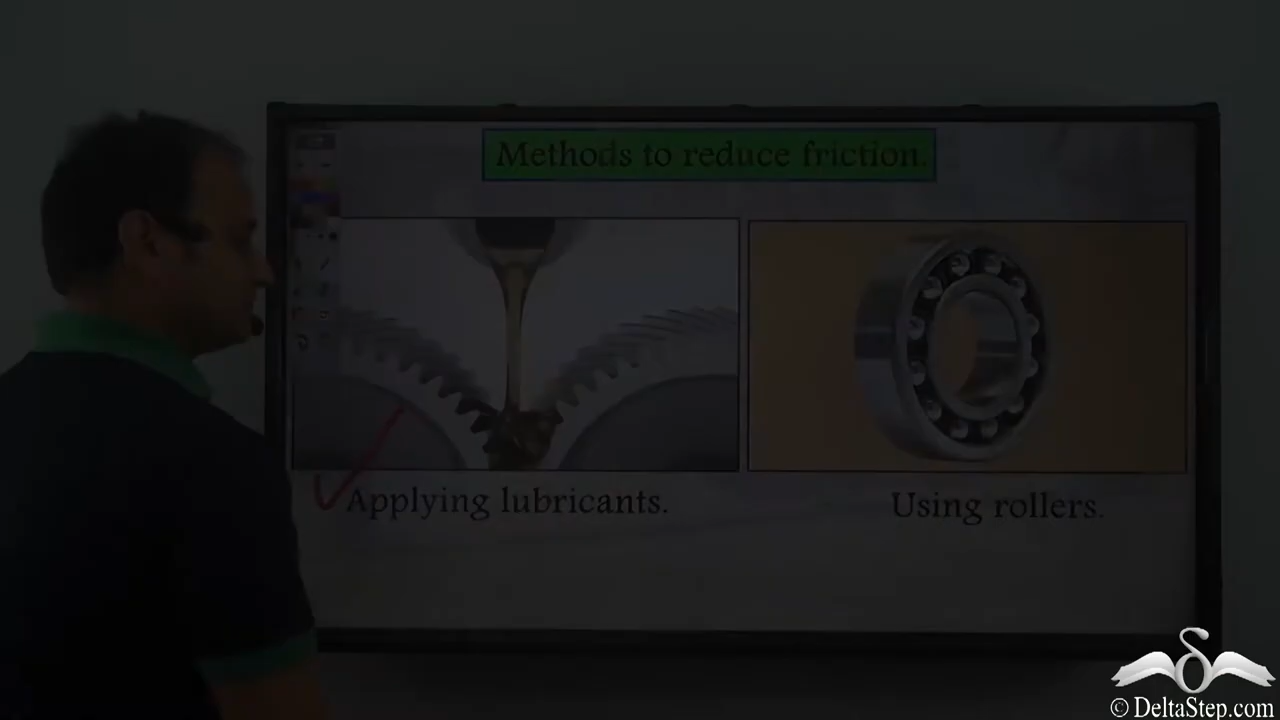 Methods to reduce friction.
Applying lubricants.
Using rollers.
© DeltaStep.com